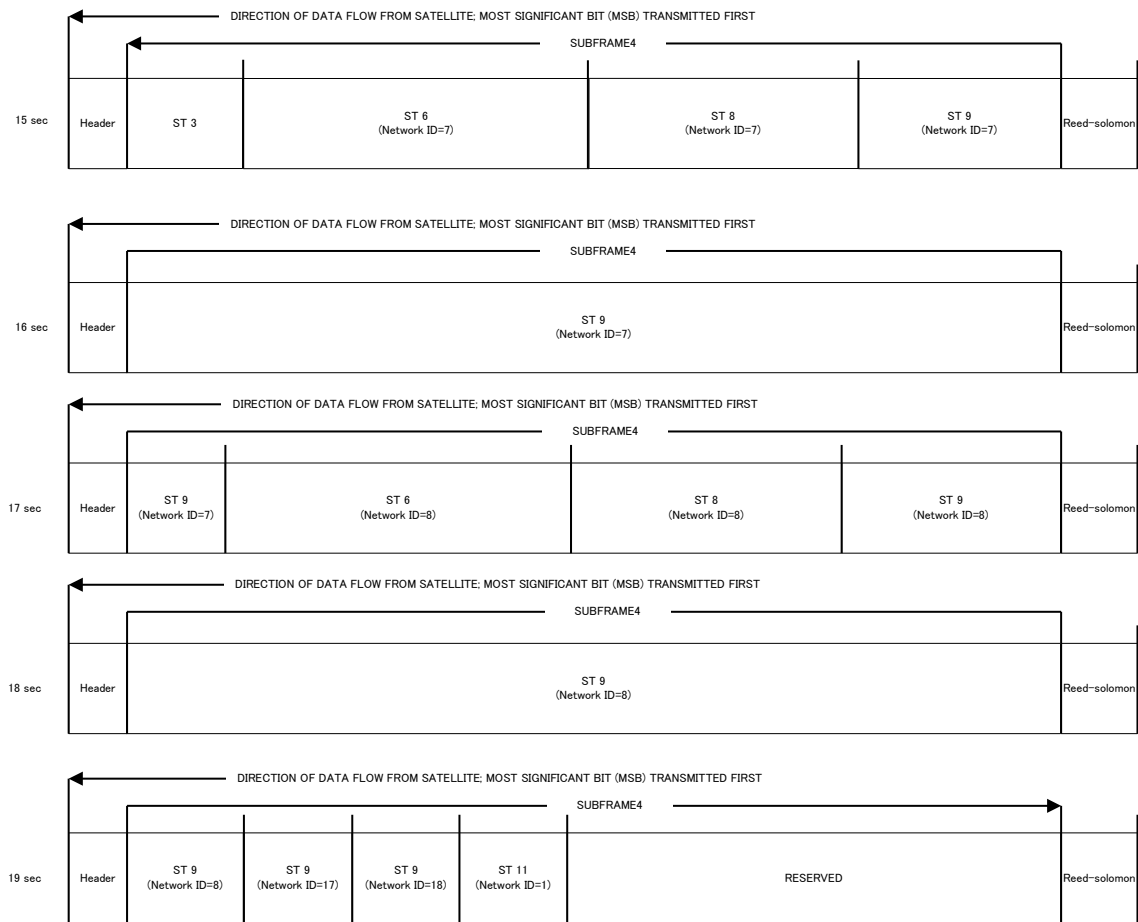 DIRECTION OF DATA FLOW FROM SATELLITE; MOST SIGNIFICANT BIT (MSB) TRANSMITTED FIRST
SUBFRAME4
15 sec
Header
ST 3
ST 6
(Network ID=7)
ST 8
(Network ID=7)
ST 9
(Network ID=7)
Reed-solomon
DIRECTION OF DATA FLOW FROM SATELLITE; MOST SIGNIFICANT BIT (MSB) TRANSMITTED FIRST
SUBFRAME4
16 sec
Header
ST 9
(Network ID=7)
Reed-solomon
DIRECTION OF DATA FLOW FROM SATELLITE; MOST SIGNIFICANT BIT (MSB) TRANSMITTED FIRST
SUBFRAME4
17 sec
Header
ST 9
(Network ID=7)
ST 6
(Network ID=8)
ST 8
(Network ID=8)
ST 9
(Network ID=8)
Reed-solomon
DIRECTION OF DATA FLOW FROM SATELLITE; MOST SIGNIFICANT BIT (MSB) TRANSMITTED FIRST
SUBFRAME4
18 sec
Header
ST 9
(Network ID=8)
Reed-solomon
DIRECTION OF DATA FLOW FROM SATELLITE; MOST SIGNIFICANT BIT (MSB) TRANSMITTED FIRST
SUBFRAME4
19 sec
Header
ST 9
(Network ID=8)
ST 9
(Network ID=17)
ST 9
(Network ID=18)
ST 11
(Network ID=1)
RESERVED
Reed-solomon